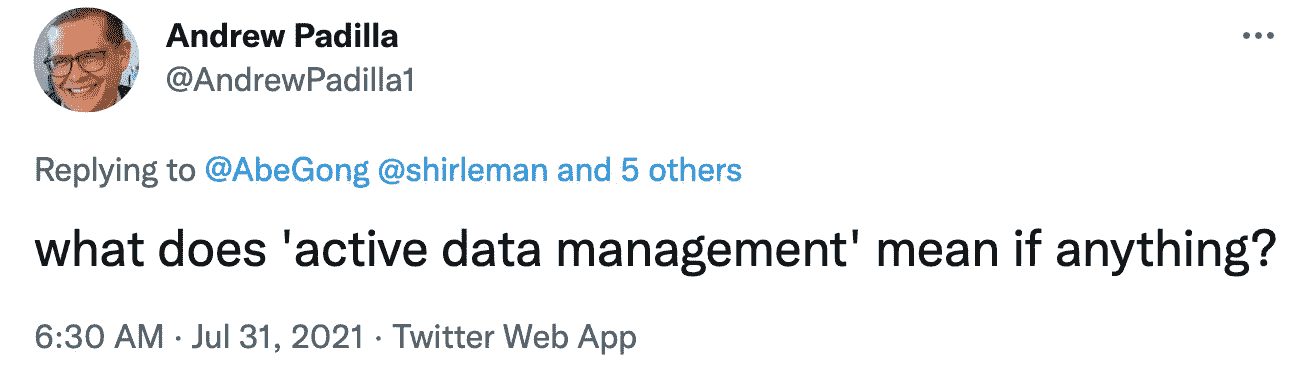 Andrew Padilla
@AndrewPadilla1
Replying to @AbeGong @shirleman and 5 others
what does 'active data management' mean if anything?
6:30 AM · Jul 31, 2021 · Twitter Web App